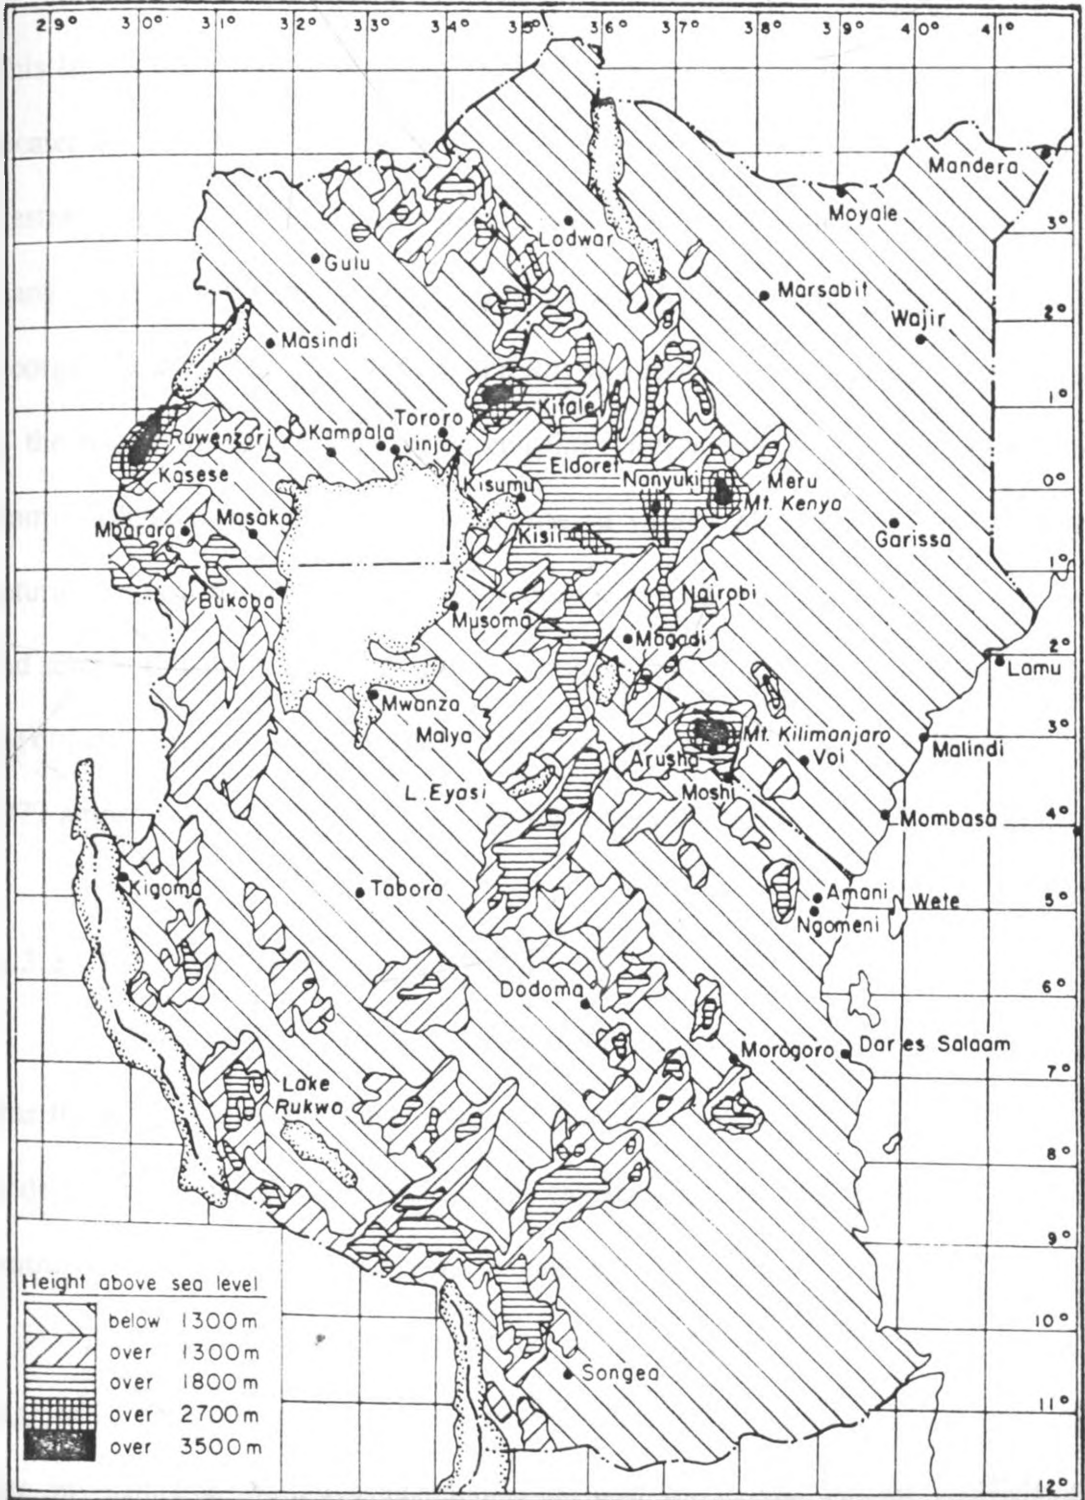 29° 30° 31° 32° 33° 34° 35° 36° 37° 38° 39° 40° 41°
Mandera
Moyale
3°
Lodwar
Gulu
Marsabit
2°
Wajir
Masindi
1°
Kitale
Tororo
Ruwenzori
Kampala
Jinja
Eldoret
Kasese
Kisumu
Nanyuki
Meru
0°
Mt. Kenya
Masaka
Mbarara
Kisii
Garissa
1°
Bukoba
Nairobi
Musoma
Magadi
2°
Lamu
Mwanza
Malya
Mt. Kilimanjaro
3°
Malindi
Arusha
Voi
L. Eyasi
Moshi
4°
Mombasa
Kigoma
Tabora
Amani
Wete
5°
Ngomeni
Dodoma
6°
Morogoro
Dar es Salaam
7°
Lake
Rukwa
8°
9°
Height above sea level
below 1300m
10°
over 1300m
over 1800m
Songea
over 2700m
11°
over 3500m
12°